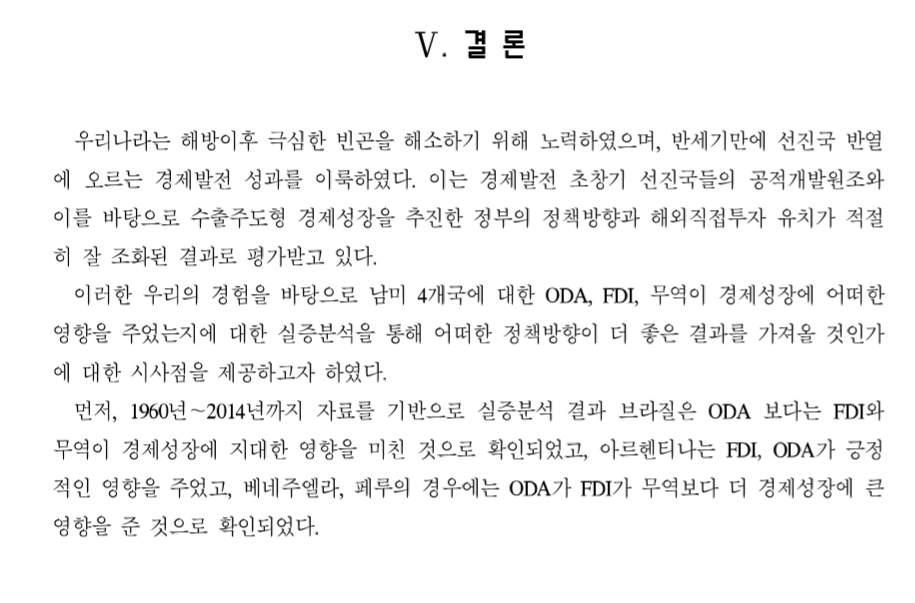 V. 결 론
우리나라는 해방이후 극심한 빈곤을 해소하기 위해 노력하였으며, 반세기만에 선진국 반열
에 오르는 경제발전 성과를 이룩하였다. 이는 경제발전 초창기 선진국들의 공적개발원조와
이를 바탕으로 수출주도형 경제성장을 추진한 정부의 정책방향과 해외직접투자 유치가 적절
히 잘 조화된 결과로 평가받고 있다.
이러한 우리의 경험을 바탕으로 남미 4개국에 대한 ODA, FDI, 무역이 경제성장에 어떠한
영향을 주었는지에 대한 실증분석을 통해 어떠한 정책방향이 더 좋은 결과를 가져올 것인가
에 대한 시사점을 제공하고자 하였다.
먼저, 1960년~2014년까지 자료를 기반으로 실증분석 결과 브라질은 ODA 보다는 FDI와
무역이 경제성장에 지대한 영향을 미친 것으로 확인되었고, 아르헨티나는 FDI, ODA가 긍정
적인 영향을 주었고, 베네주엘라, 페루의 경우에는 ODA가 FDI가 무역보다 더 경제성장에 큰
영향을 준 것으로 확인되었다.